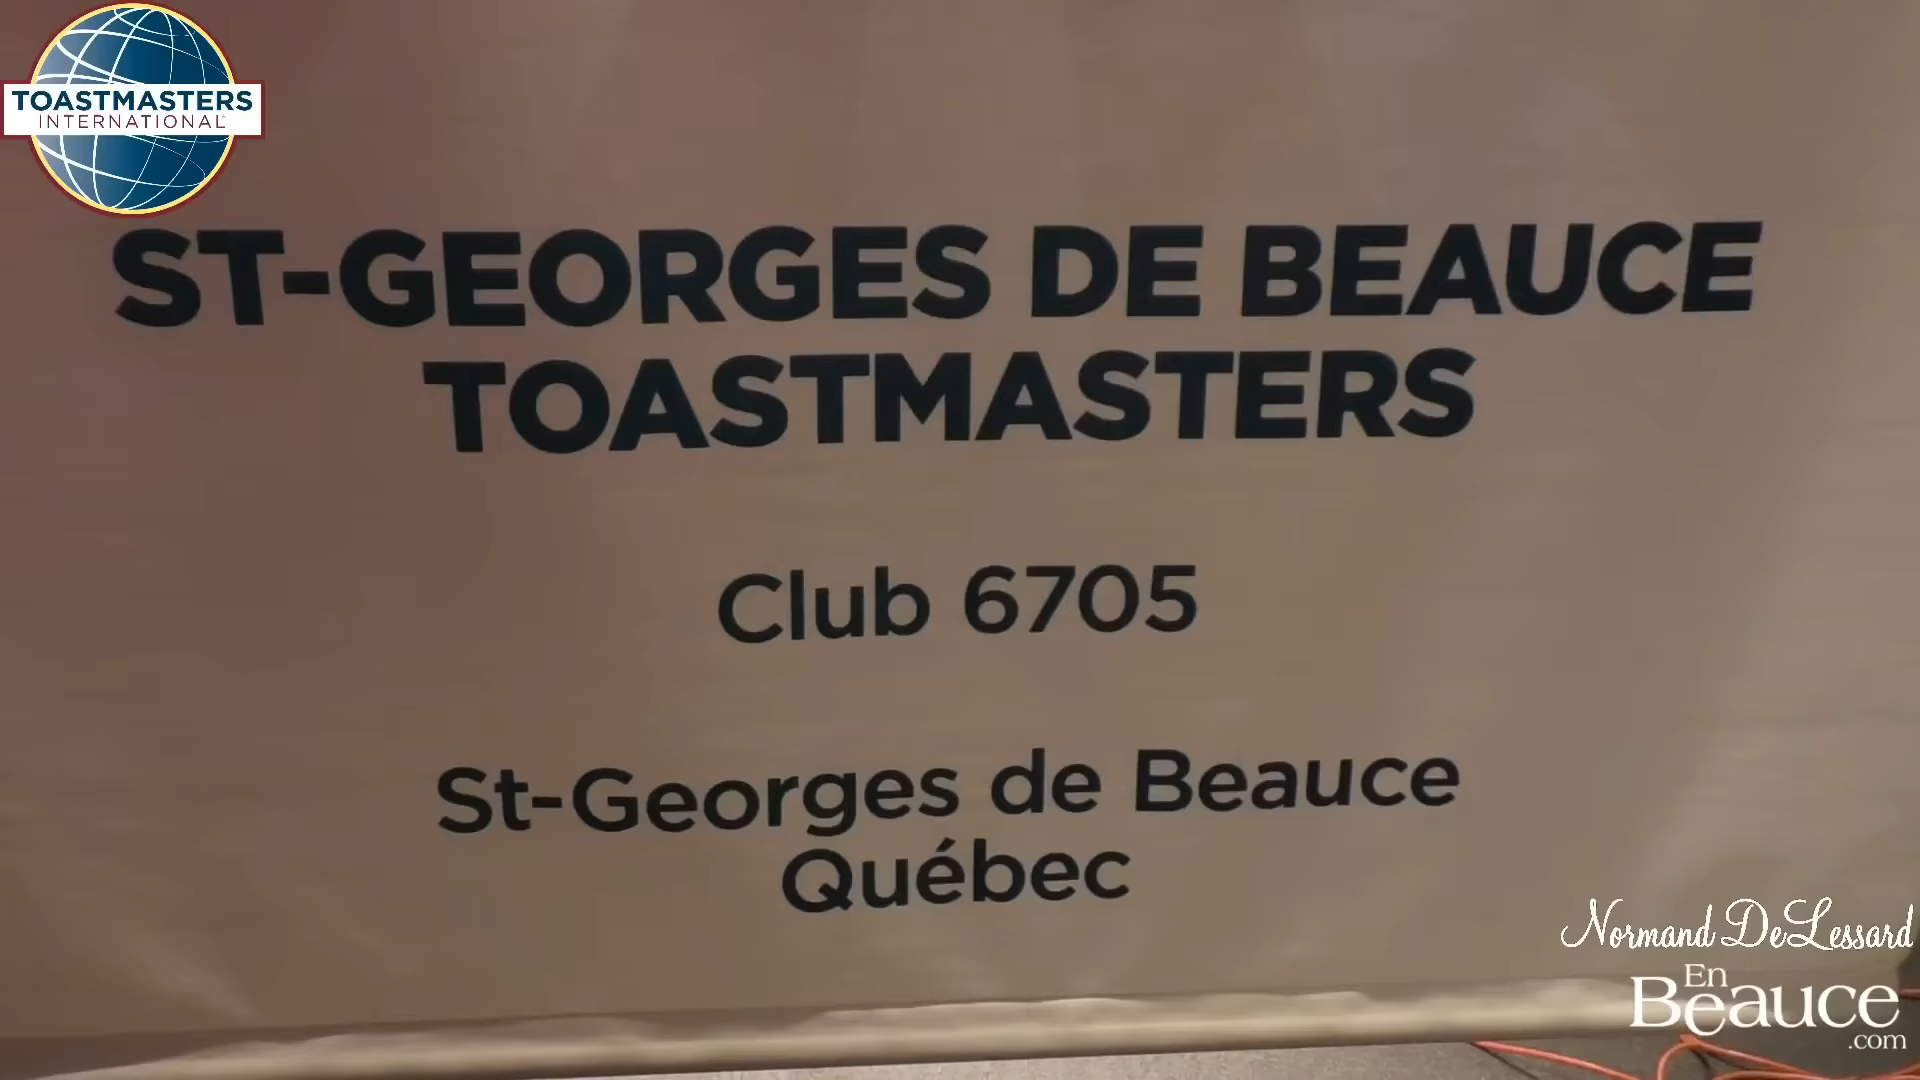 TOASTMASTERS
INTERNATIONAL
ST-GEORGES DE BEAUCE
TOASTMASTERS
Club 6705
St-Georges de Beauce
Québec
Normand DeLessard
En
Beauce
.com